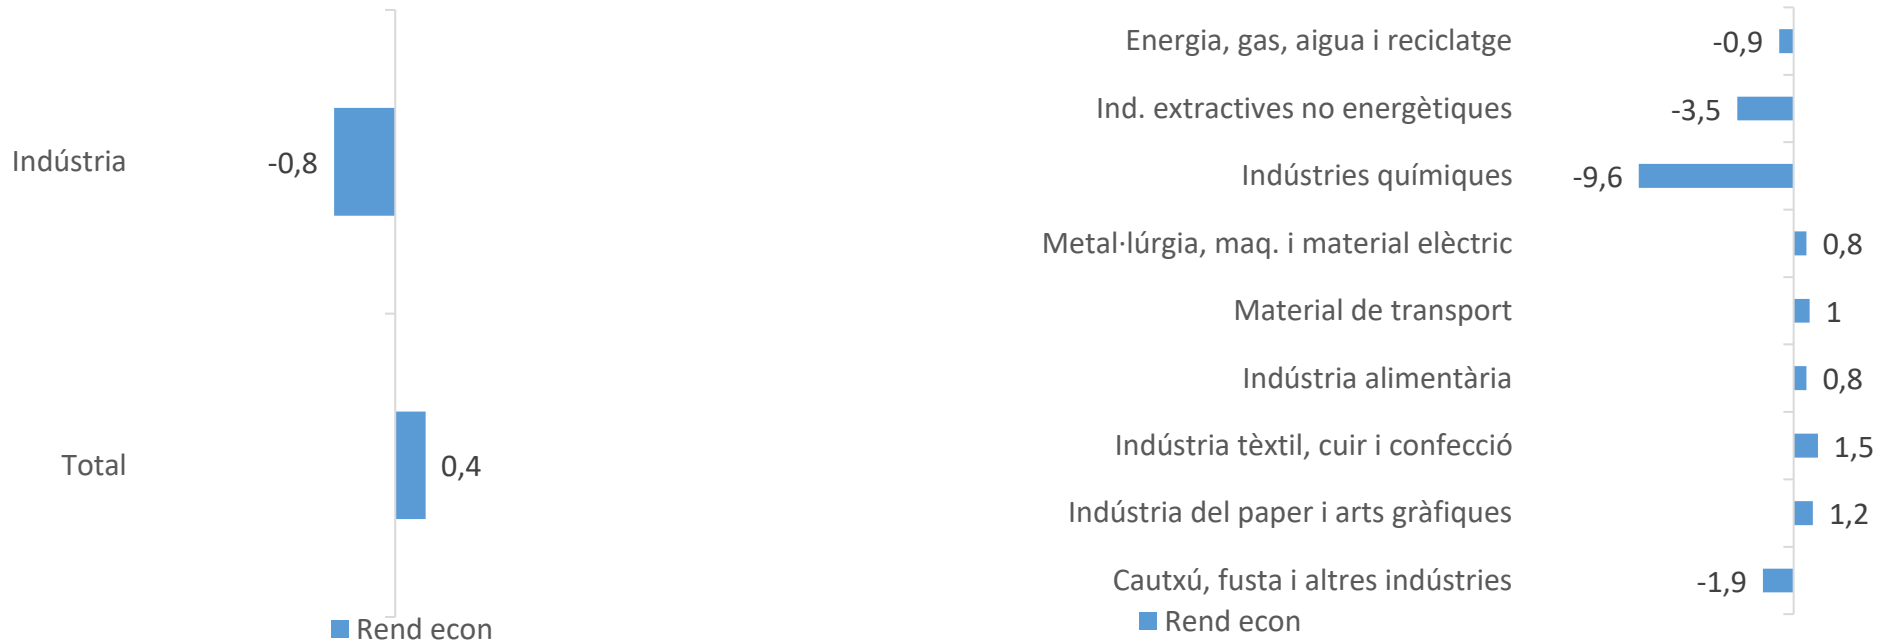 Indústria
-0,8
Total
0,4
Rend econ
Energia, gas, aigua i reciclatge
-0,9
Ind. extractives no energètiques
-3,5
Indústries químiques
-9,6
Metal·lúrgia, maq. i material elèctric
0,8
Material de transport
1
Indústria alimentària
0,8
Indústria tèxtil, cuir i confecció
1,5
Indústria del paper i arts gràfiques
1,2
Cautxú, fusta i altres indústries
-1,9
Rend econ